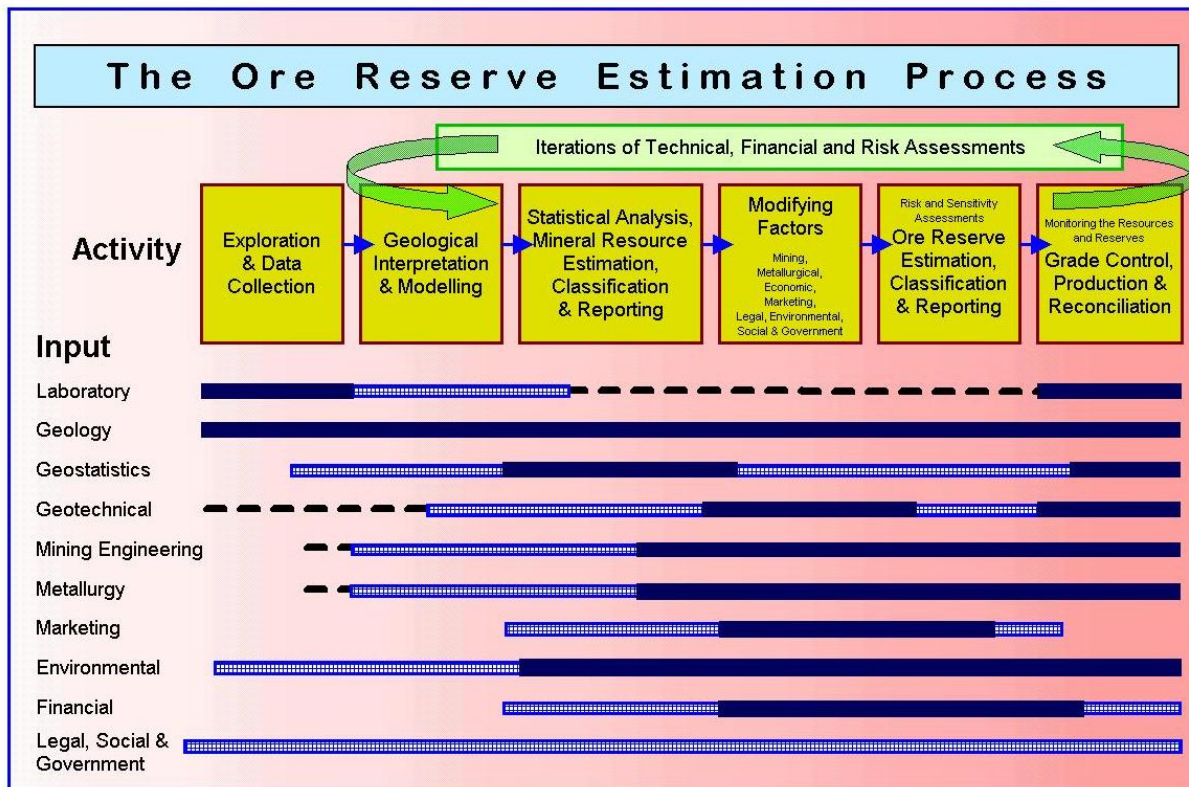 The Ore Reserve Estimation Process
Iterations of Technical, Financial and Risk Assessments
Activity
Exploration
& Data
Collection
Geological
Interpretation
& Modelling
Statistical Analysis,
Mineral Resource
Estimation,
Classification
& Reporting
Modifying
Factors
Mining,
Metallurgical,
Economic,
Marketing,
Legal, Environmental,
Social & Government
Risk and Sensitivity
Assessments
Ore Reserve
Estimation,
Classification
& Reporting
Monitoring the Resources
and Reserves
Grade Control,
Production &
Reconciliation
Input
Laboratory
Geology
Geostatistics
Geotechnical
Mining Engineering
Metallurgy
Marketing
Environmental
Financial
Legal, Social &
Government